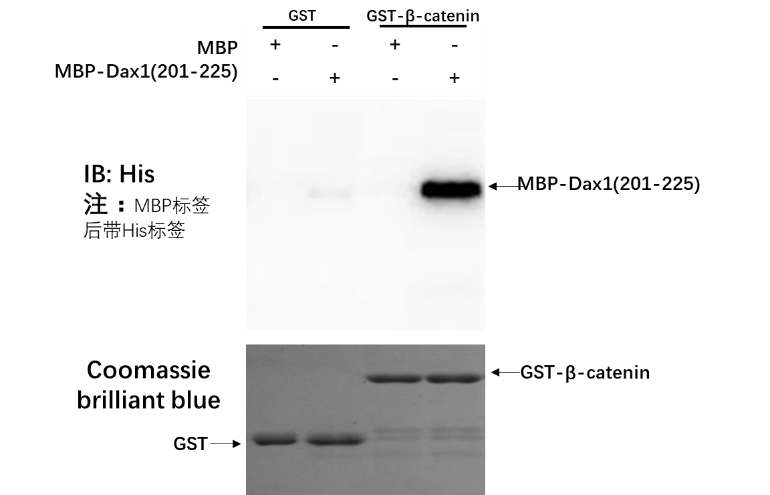 GST GST-β-catenin
MBP + - + -
MBP-Dax1(201-225) - + - +
IB: His
注：MBP标签
后带His标签
MBP-Dax1(201-225)
Coomassie
brilliant blue
GST-β-catenin
GST